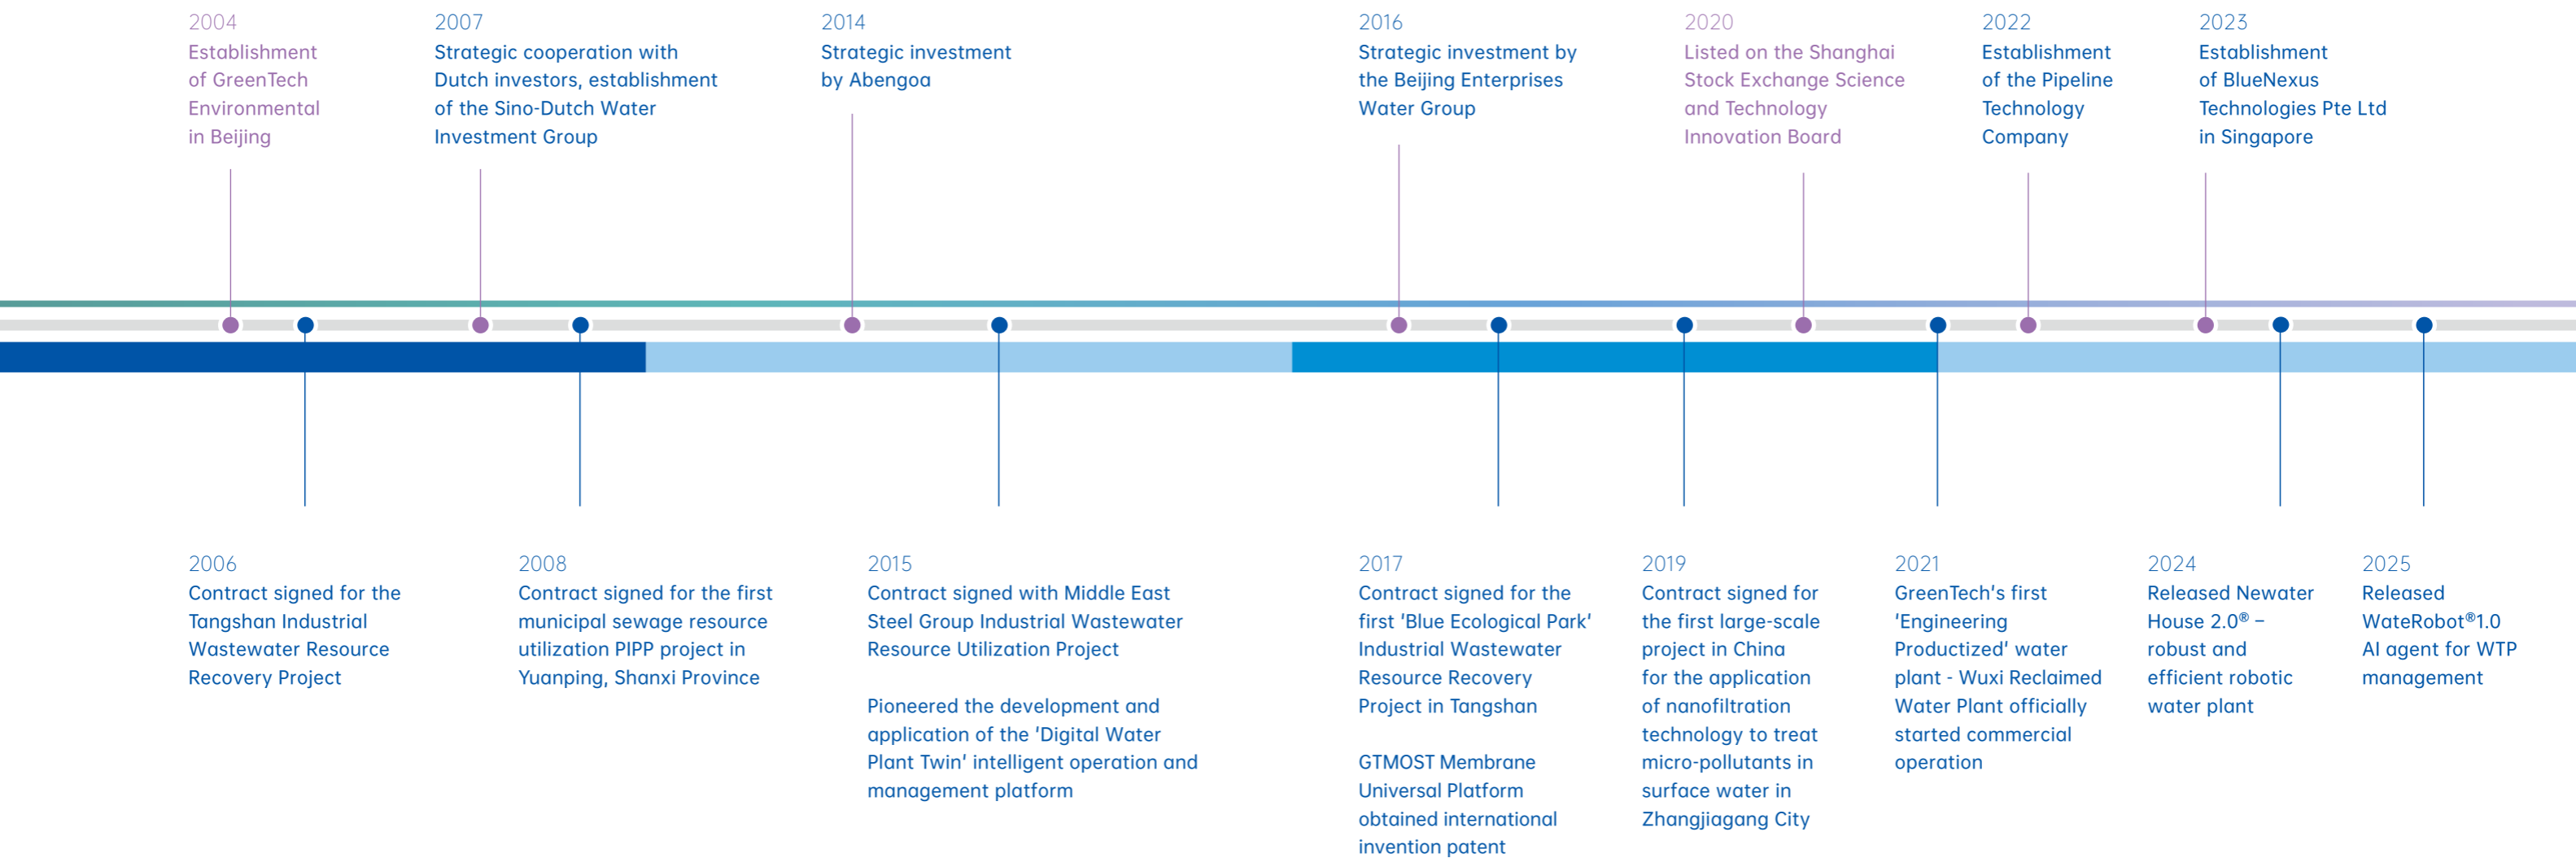 2004
Establishment
of GreenTech
Environmental
in Beijing
2007
Strategic cooperation with
Dutch investors, establishment
of the Sino-Dutch Water
Investment Group
2014
Strategic investment
by Abengoa
2016
Strategic investment by
the Beijing Enterprises
Water Group
2020
Listed on the Shanghai
Stock Exchange Science
and Technology
Innovation Board
2022
Establishment
of the Pipeline
Technology
Company
2023
Establishment
of BlueNexus
Technologies Pte Ltd
in Singapore
2006
Contract signed for the
Tangshan Industrial
Wastewater Resource
Recovery Project
2008
Contract signed for the first
municipal sewage resource
utilization PIPP project in
Yuanping, Shanxi Province
2015
Contract signed with Middle East
Steel Group Industrial Wastewater
Resource Utilization Project
Pioneered the development and
application of the 'Digital Water
Plant Twin' intelligent operation and
management platform
2017
Contract signed for the
first 'Blue Ecological Park'
Industrial Wastewater
Resource Recovery
Project in Tangshan
GTMOST Membrane
Universal Platform
obtained international
invention patent
2019
Contract signed for
the first large-scale
project in China
for the application
of nanofiltration
technology to treat
micro-pollutants in
surface water in
Zhangjiagang City
2021
GreenTech's first
'Engineering
Productized' water
plant - Wuxi Reclaimed
Water Plant officially
started commercial
operation
2024
Released Newater
House 2.0® –
robust and
efficient robotic
water plant
2025
Released
WateRobot®1.0
AI agent for WTP
management